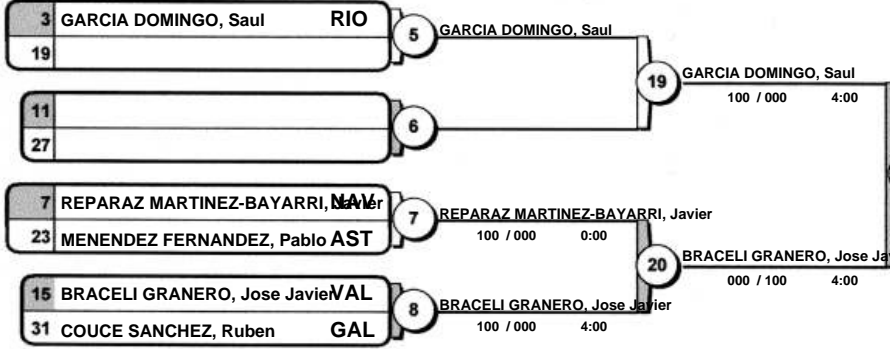 3 GARCIA DOMINGO, Saul RIO
19
5 GARCIA DOMINGO, Saul
11
27
6
19 GARCIA DOMINGO, Saul
100 / 000 4:00
7 REPARAZ MARTINEZ-BAYARRI, Javier NAV
23 MENENDEZ FERNANDEZ, Pablo AST
7 REPARAZ MARTINEZ-BAYARRI, Javier
100 / 000 0:00
15 BRACELI GRANERO, Jose Javier VAL
31 COUCE SANCHEZ, Ruben GAL
8 BRACELI GRANERO, Jose Javier
100 / 000 4:00
20 BRACELI GRANERO, Jose Jav
000 / 100 4:00